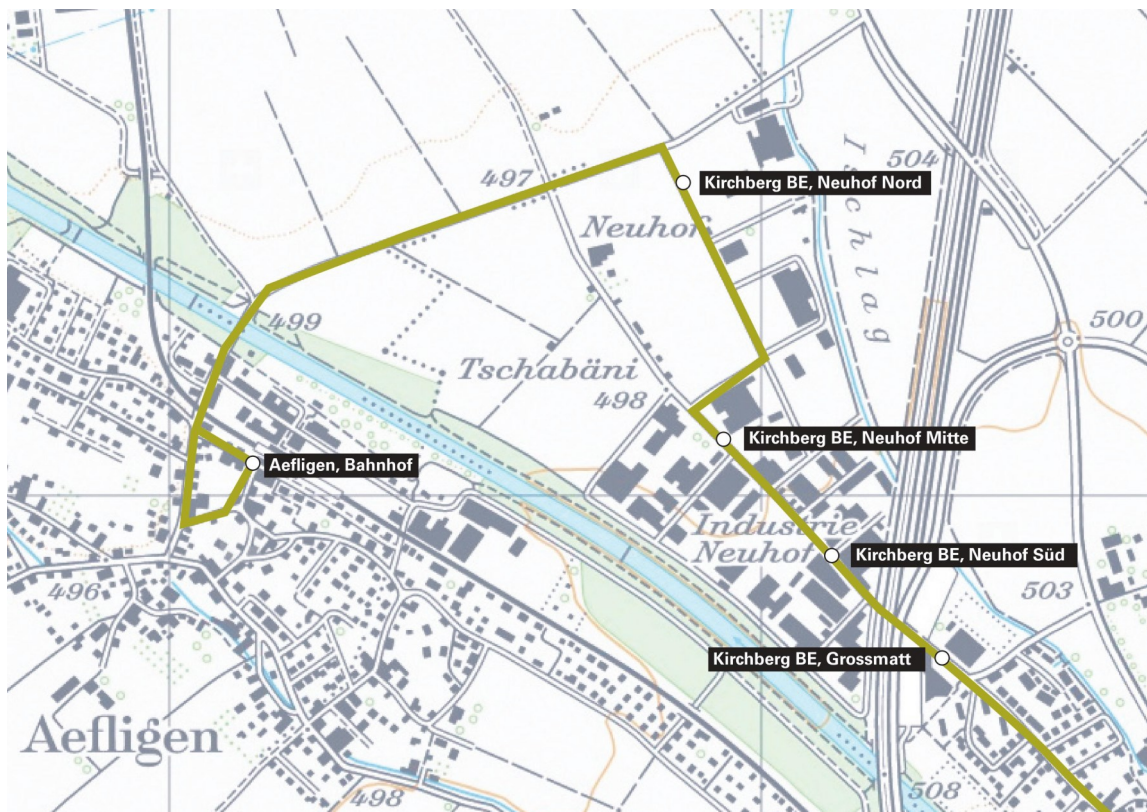 504
Ischlag
497
Kirchberg BE, Neuhof Nord
Neuhof
499
500
Tschabäni
498
Kirchberg BE, Neuhof Mitte
Aefligen, Bahnhof
Industrie
Neuhof
Kirchberg BE, Neuhof Süd
496
503
Kirchberg BE, Grossmatt
Aefligen
498
508